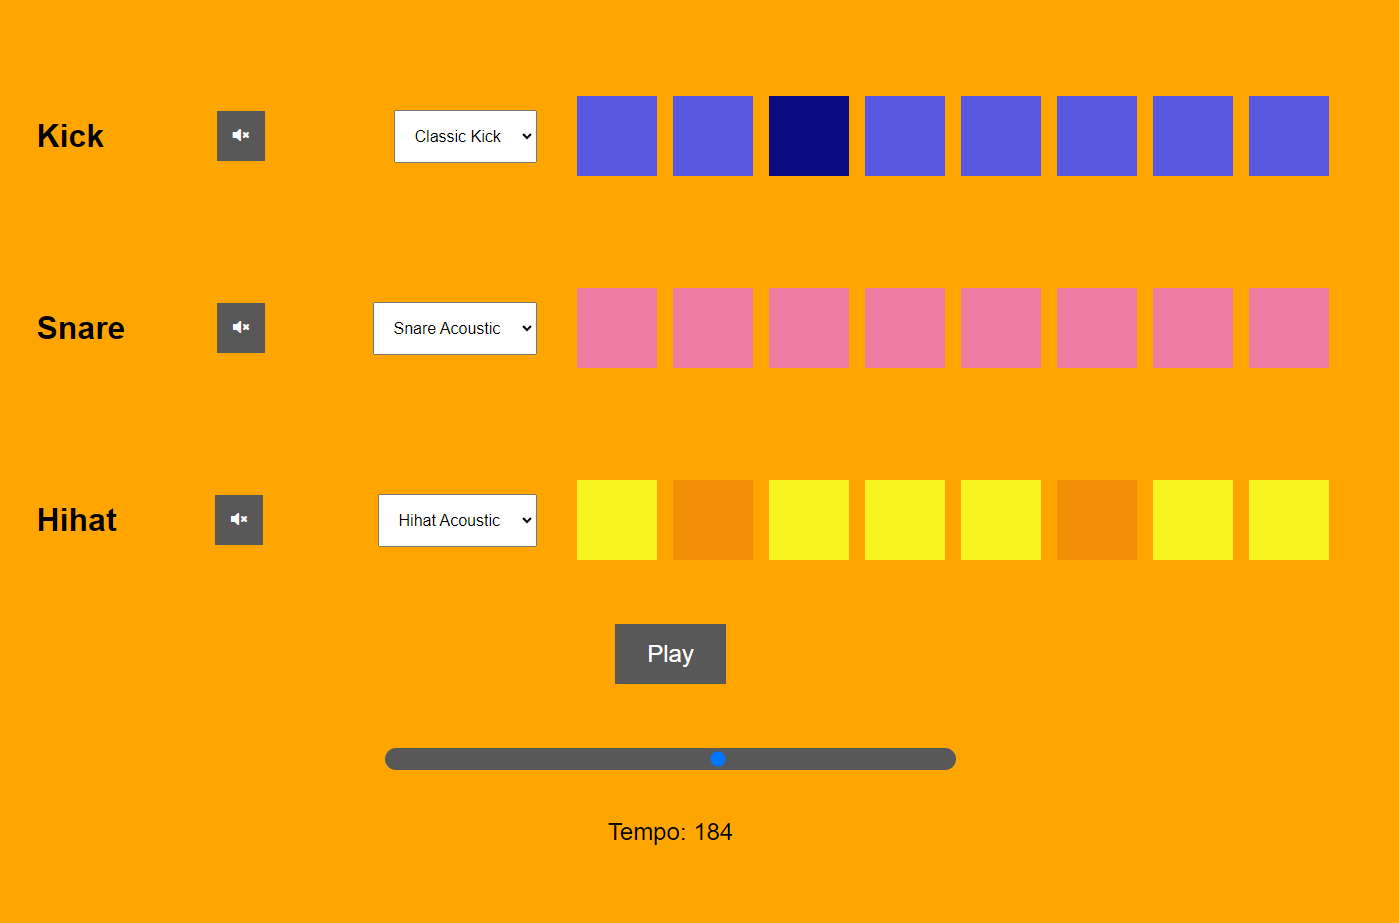 Kick
Classic Kick
Snare
Snare Acoustic
Hihat
Hihat Acoustic
Play
Tempo: 184